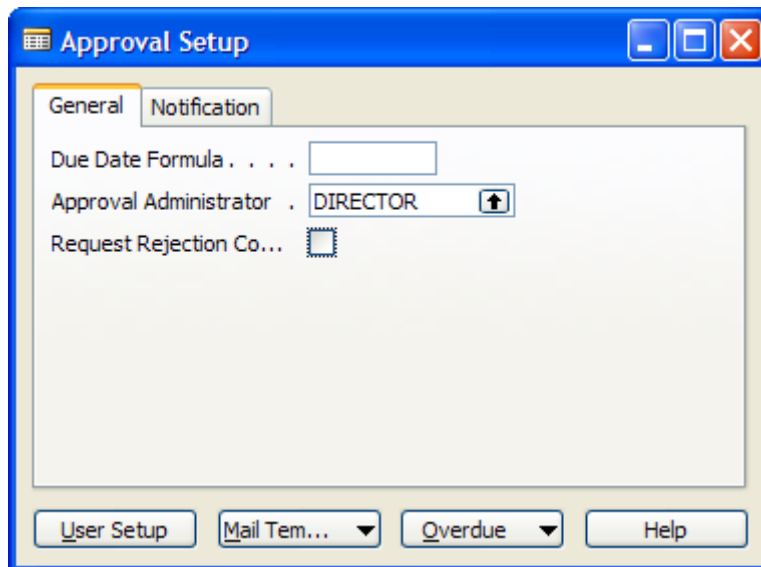 Approval Setup
General Notification
Due Date Formula . . . .
Approval Administrator . DIRECTOR
Request Rejection Co...
User Setup Mail Tem... Overdue Help